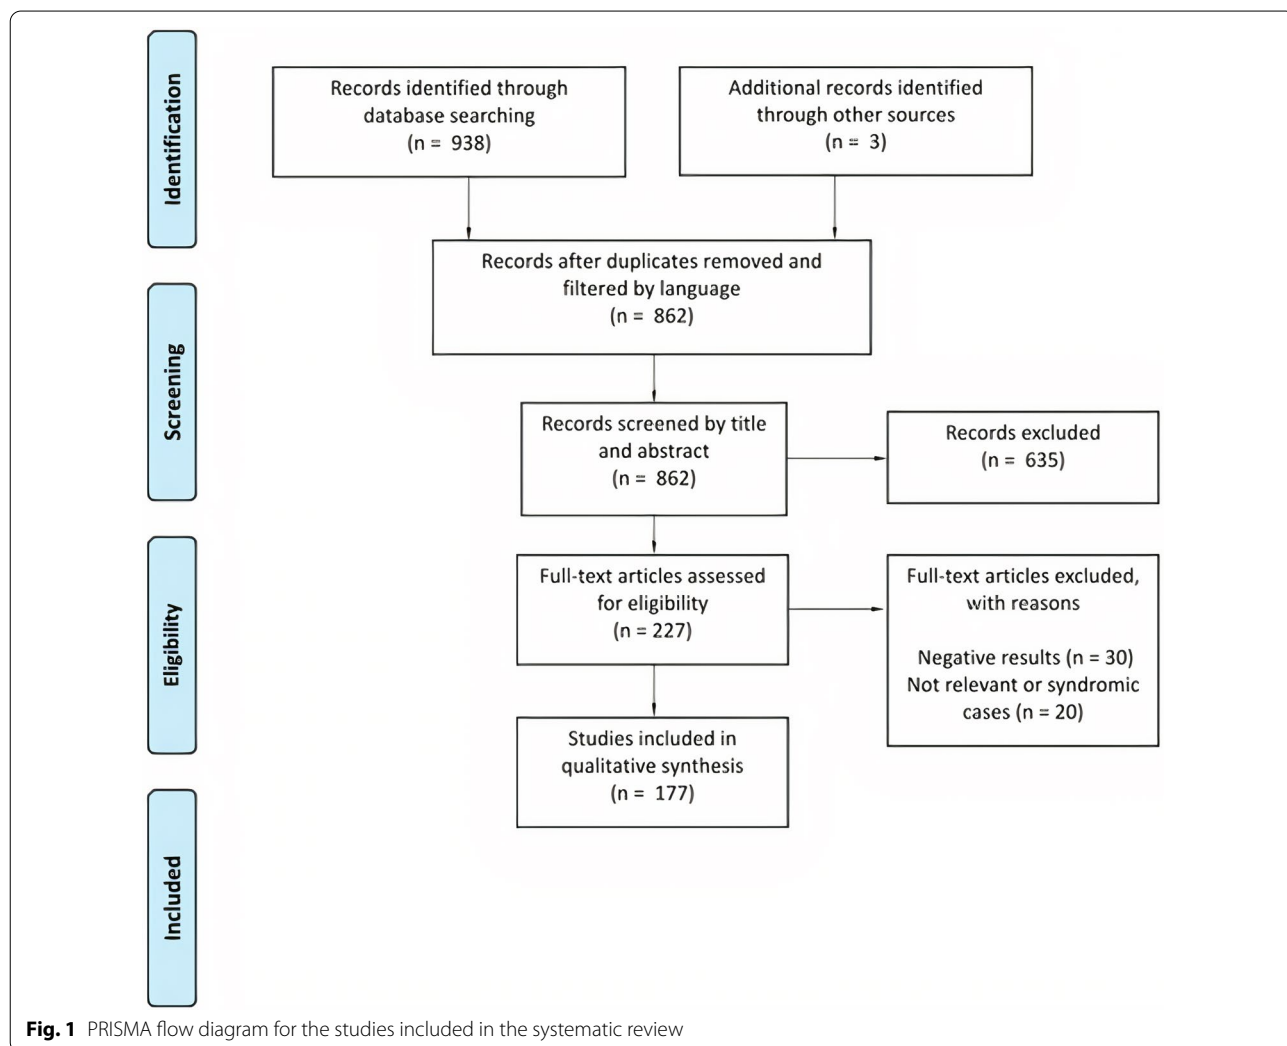 Identification
Records identified through
database searching
(n = 938)
Additional records identified
through other sources
(n = 3)
Records after duplicates removed and
filtered by language
(n = 862)
Screening
Records screened by title
and abstract
(n = 862)
Records excluded
(n = 635)
Eligibility
Full-text articles assessed
for eligibility
(n = 227)
Full-text articles excluded,
with reasons
Negative results (n = 30)
Not relevant or syndromic
cases (n = 20)
Studies included in
qualitative synthesis
(n = 177)
Included
Fig. 1 PRISMA flow diagram for the studies included in the systematic review